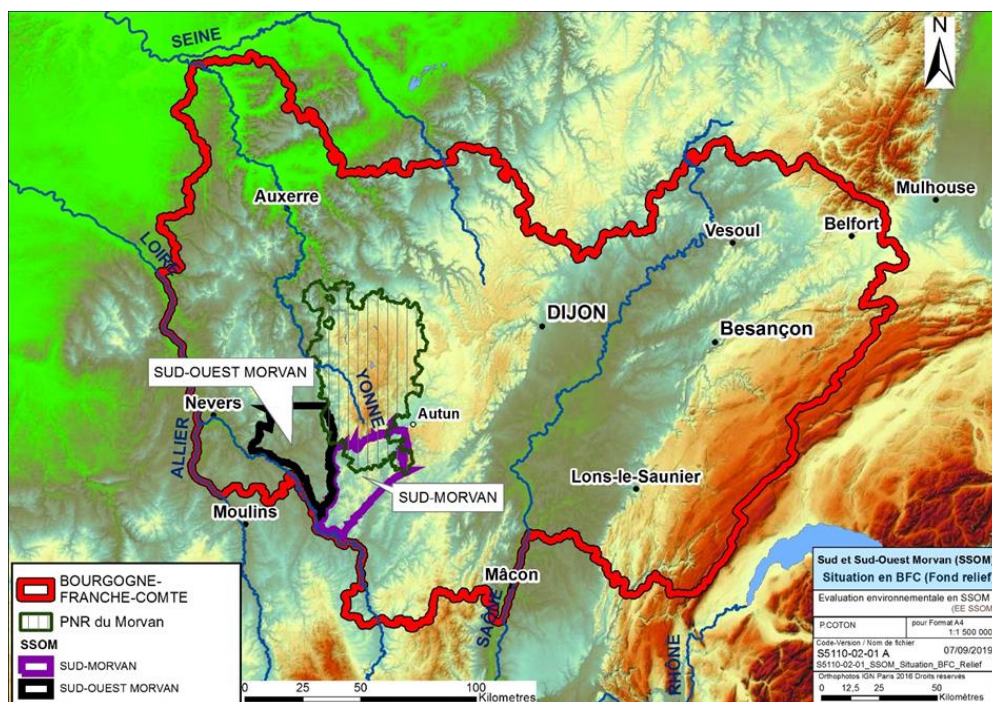 SEINE
N
Mulhouse
Auxerre
Belfort
Vesoul
LOIRE
DIJON
Besançon
SUD-OUEST MORVAN
YONNE
Nevers
Autun
ALLIER
Lons-le-Saunier
SUD-MORVAN
Moulins
Mâcon
SAÔNE
RHÔNE
BOURGOGNE-
FRANCHE-COMTE
PNR du Morvan
SSOM
SUD-MORVAN
SUD-OUEST MORVAN
0 50 100
Kilometres
Sud et Sud-Ouest Morvan (SSOM)
Situation en BFC (Fond relief)
Evaluation environnementale en SSOM
(EE SSOM)
P.COTON
pour Format A4
1:1 500 000
Code-Version / Nom de fichier
S5110-02-01 A 07/09/2019
S5110-02-01_SSOM_Situation_BFC_Relief
Orthophotos IGN Paris 2016 Droits réservés
0 12,5 25 50
Kilomètres